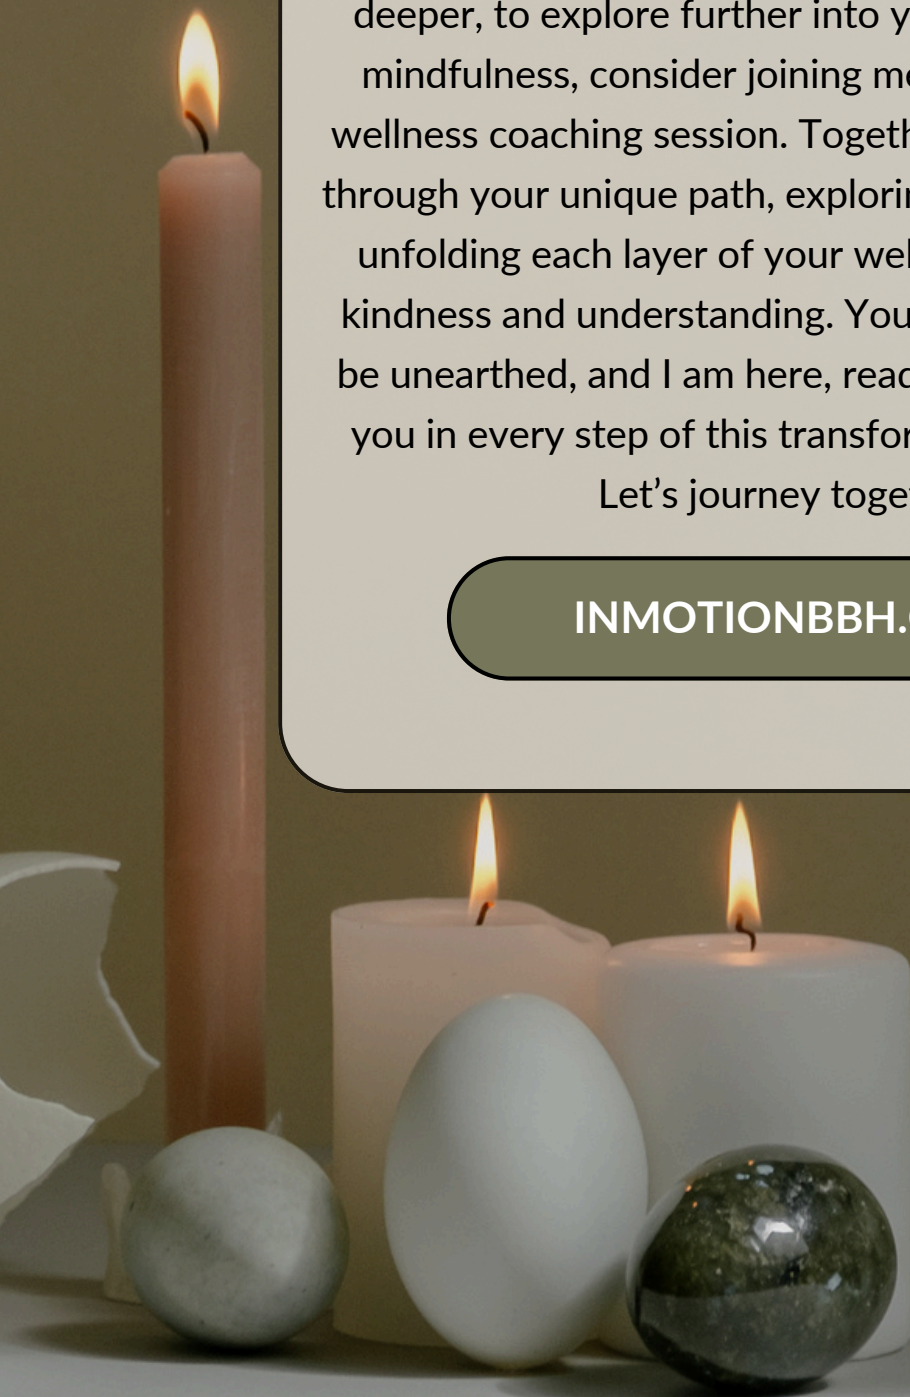 deeper, to explore further into y
mindfulness, consider joining m
wellness coaching session. Togeth
through your unique path, explorin
unfolding each layer of your wel
kindness and understanding. You
be unearthed, and I am here, read
you in every step of this transfor
Let’s journey toge
INMOTIONBBH.